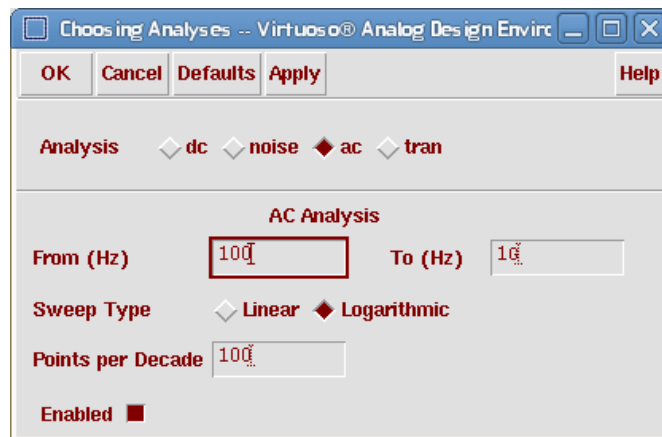 Choosing Analyses -- Virtuoso® Analog Design Envirc
OK Cancel Defaults Apply Help
Analysis dc noise ac tran
AC Analysis
From (Hz) 100 To (Hz)
Sweep Type Linear Logarithmic
Points per Decade 100
Enabled